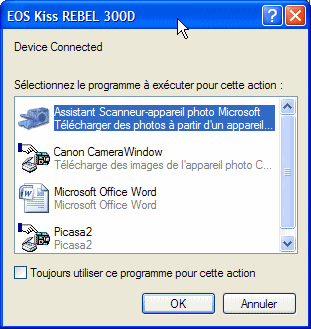 EOS Kiss REBEL 300D
Device Connected
Sélectionnez le programme à exécuter pour cette action :
Assistant Scanneur-appareil photo Microsoft
Télécharger des photos à partir d'un appareil...
Canon CameraWindow
Télécharge des images de l'appareil photo C...
Microsoft Office Word
Microsoft Office Word
Picasa2
Picasa2
Toujours utiliser ce programme pour cette action
OK
Annuler